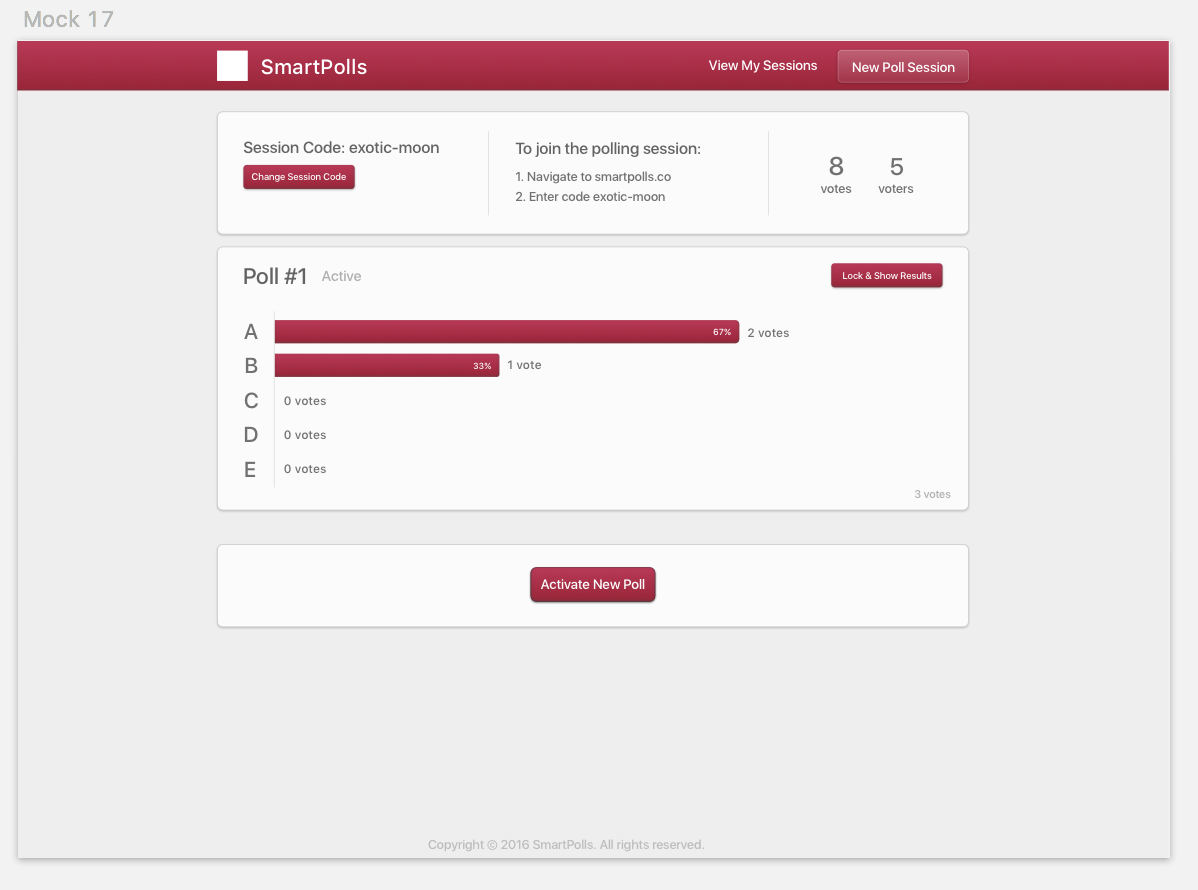 Mock 17
SmartPolls
View My Sessions
New Poll Session
Session Code: exotic-moon
Change Session Code
To join the polling session:
1. Navigate to smartpolls.co
2. Enter code exotic-moon
8 votes
5 voters
Poll #1 Active
Lock & Show Results
A 67% 2 votes
B 33% 1 vote
C 0 votes
D 0 votes
E 0 votes
3 votes
Activate New Poll
Copyright © 2016 SmartPolls. All rights reserved.